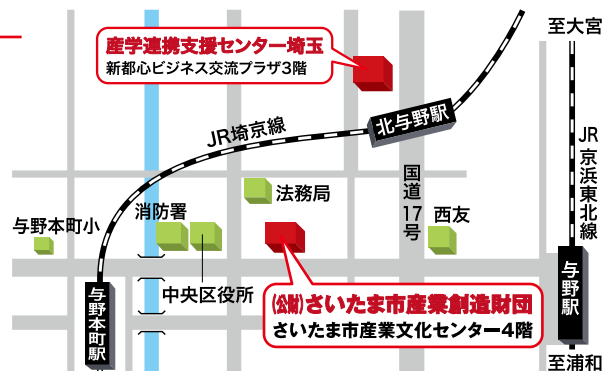 至大宮
産学連携支援センター埼玉
新都心ビジネス交流プラザ3階
北与野駅
JR埼京線
JR京浜東北線
国道17号
法務局
消防署
西友
与野本町小
中央区役所
与野駅
与野本町駅
(公財)さいたま市産業創造財団
さいたま市産業文化センター4階
至浦和